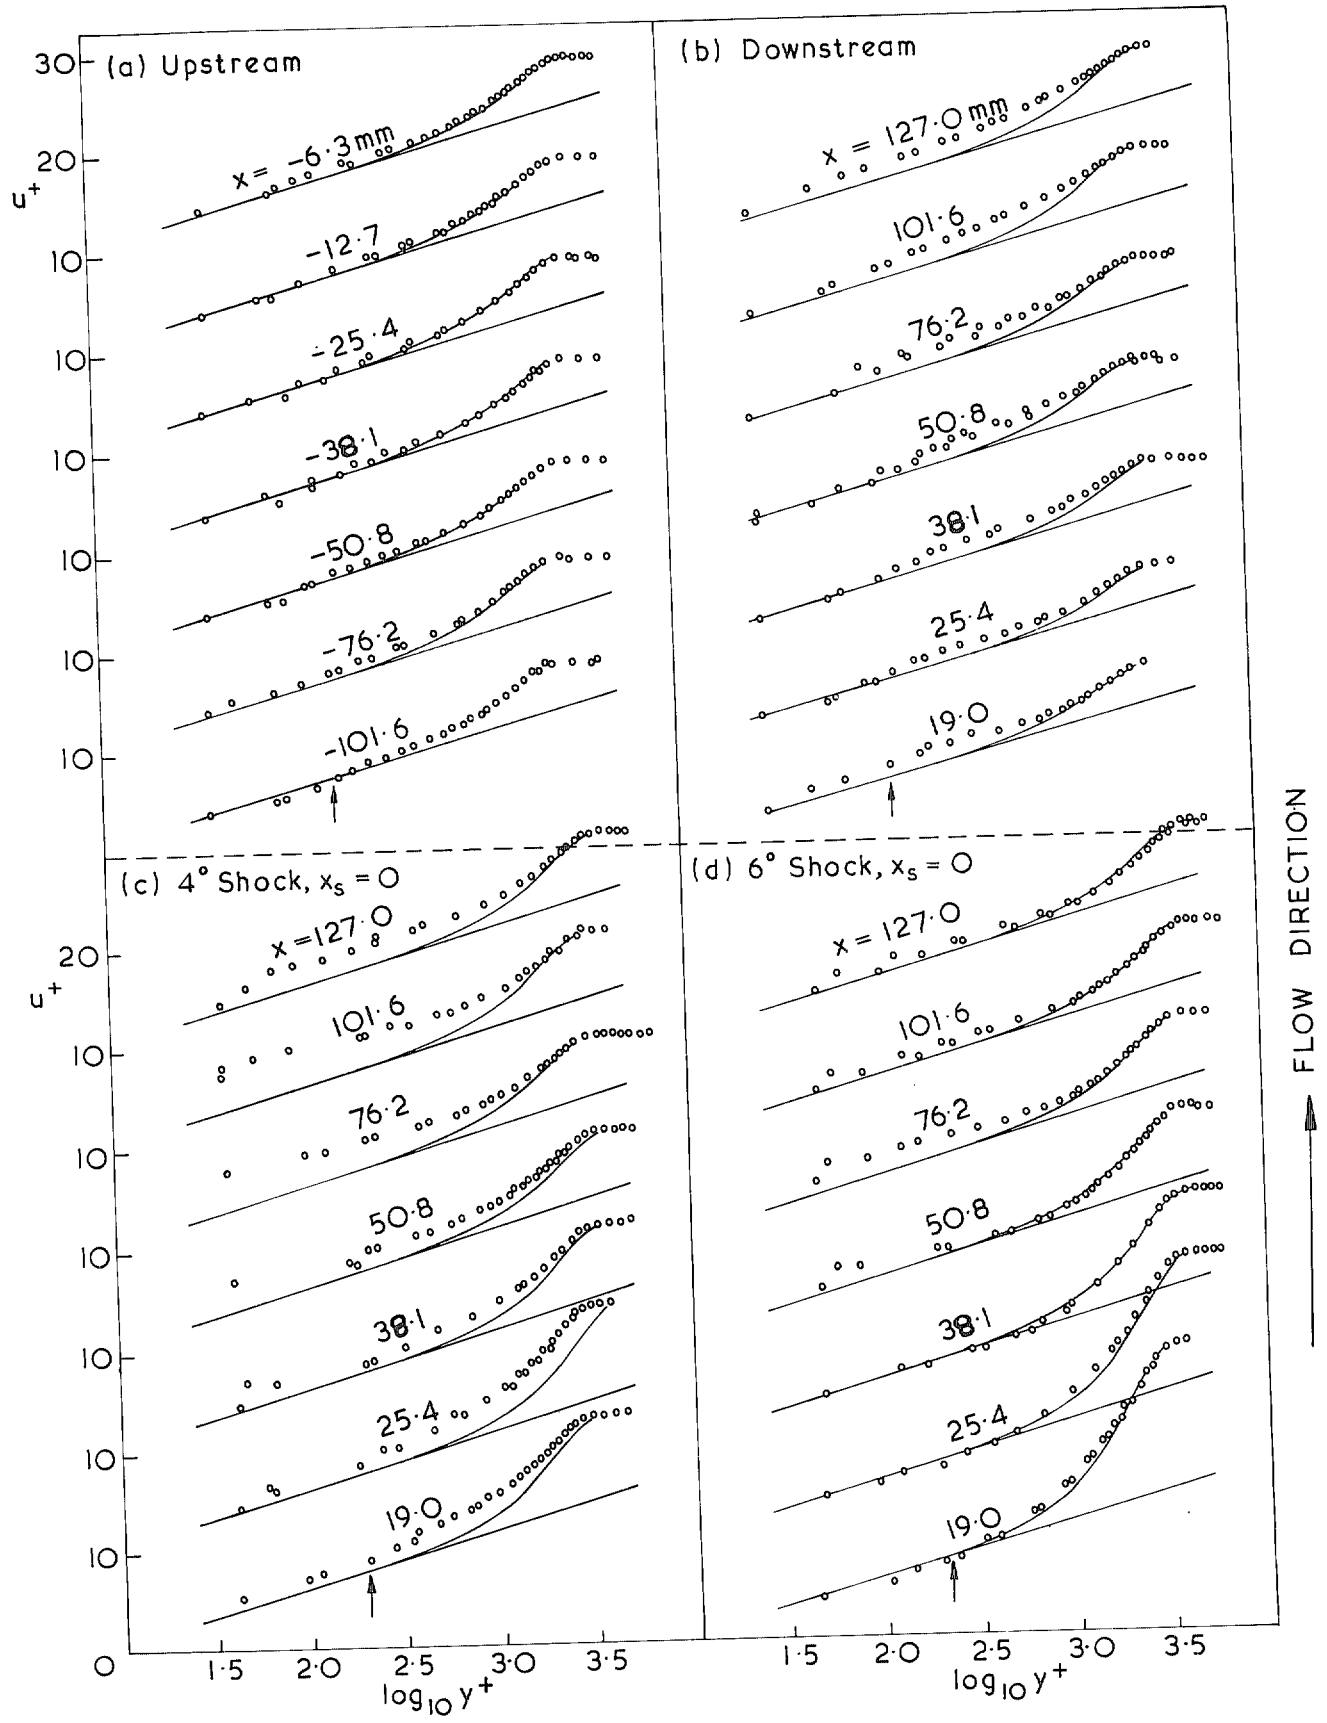 (a) Upstream
(b) Downstream
30
20
u+
10
10
10
10
10
10
x = -6·3 mm
-12·7
-25·4
-38·1
-50·8
-76·2
-101·6
x = 127·0 mm
101·6
76·2
50·8
38·1
25·4
19·0
(c) 4° Shock, xs = 0
(d) 6° Shock, xs = 0
20
u+
10
10
10
10
10
10
0
x = 127·0
101·6
76·2
50·8
38·1
25·4
19·0
x = 127·0
101·6
76·2
50·8
38·1
25·4
19·0
1·5 2·0 2·5 3·0 3·5
log10 y+
1·5 2·0 2·5 3·0 3·5
log10 y+
FLOW DIRECTION